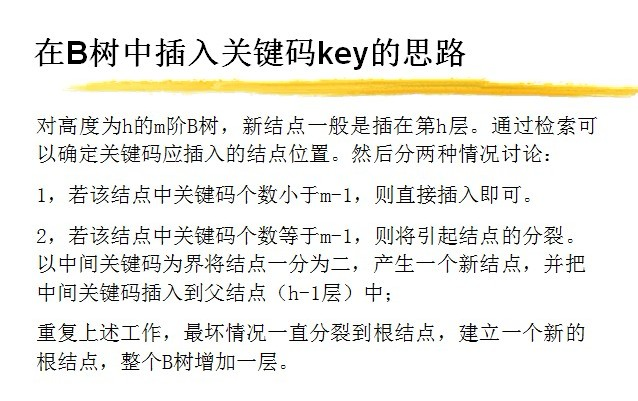 在B树中插入关键码key的思路
对高度为h的m阶B树，新结点一般是插在第h层。通过检索可
以确定关键码应插入的结点位置。然后分两种情况讨论：
1，若该结点中关键码个数小于m-1，则直接插入即可。
2，若该结点中关键码个数等于m-1，则将引起结点的分裂。
以中间关键码为界将结点一分为二，产生一个新结点，并把
中间关键码插入到父结点（h-1层）中；
重复上述工作，最坏情况一直分裂到根结点，建立一个新的
根结点，整个B树增加一层。